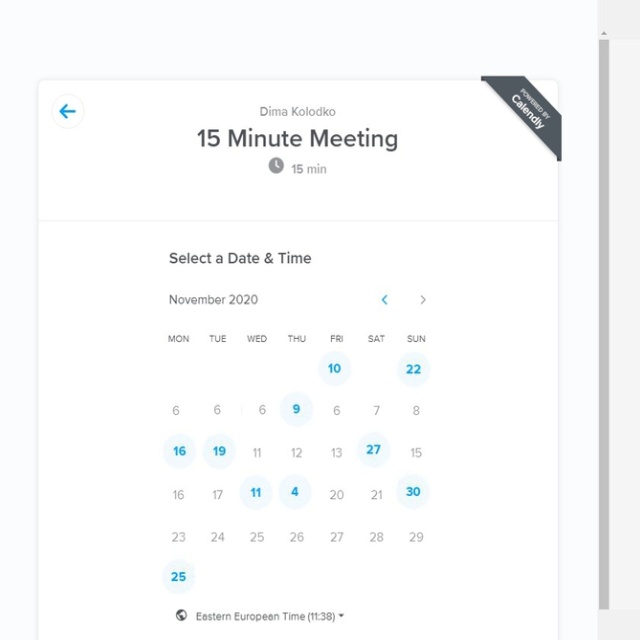 POWERED BY
Calendly
Dima Kolodko
15 Minute Meeting
15 min
Select a Date & Time
November 2020
MON TUE WED THU FRI SAT SUN
10 22
6 6 6 9 6 7 8
16 19 11 12 13 27 15
16 17 11 4 20 21 30
23 24 25 26 27 28 29
25
Eastern European Time (11:38)